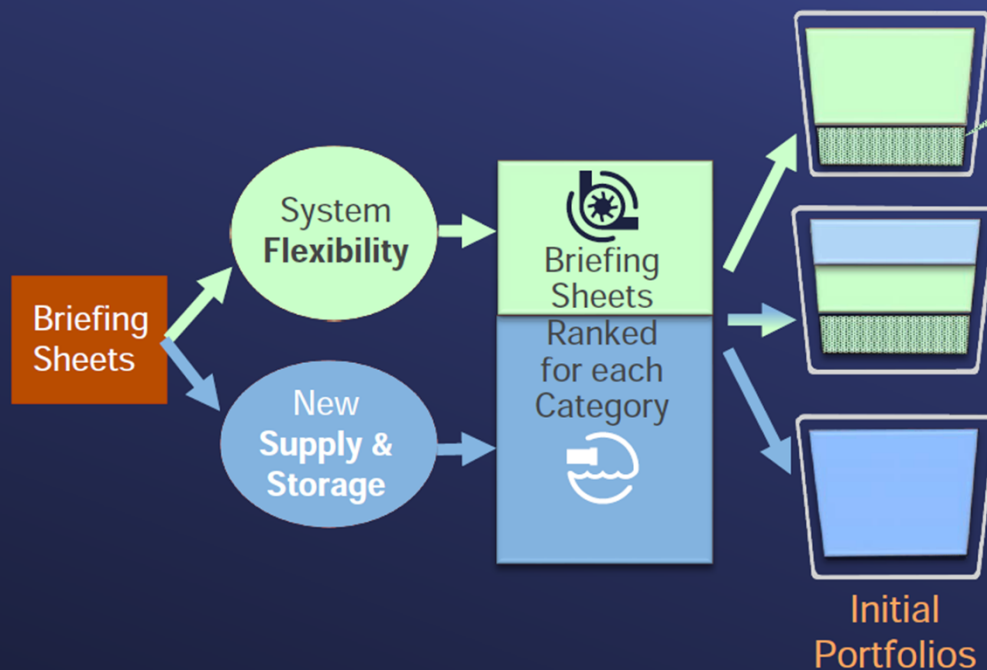 Briefing
Sheets
System
Flexibility
New
Supply &
Storage
Briefing
Sheets
Ranked
for each
Category
Initial
Portfolios